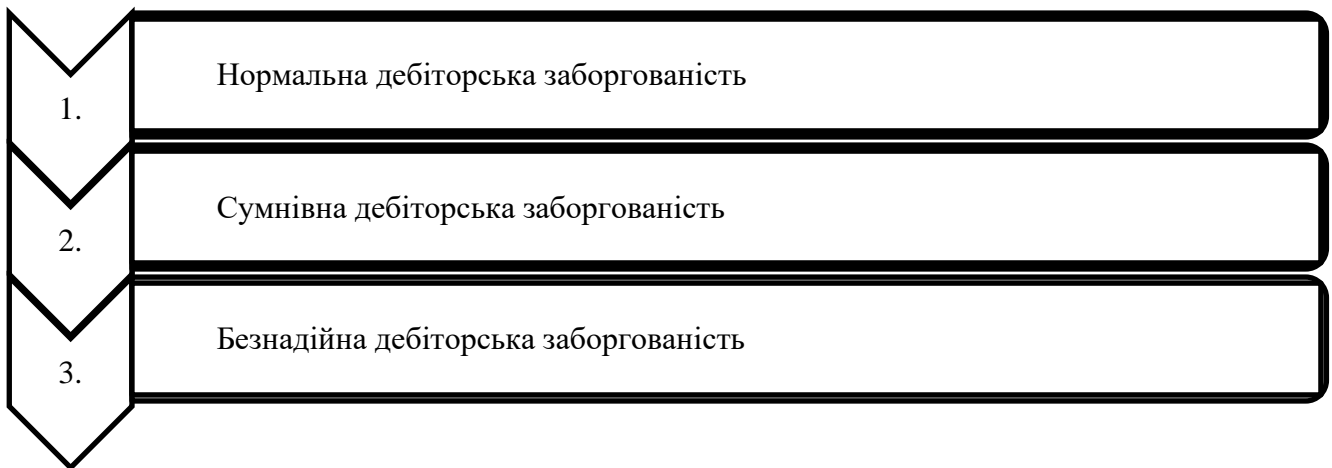 1. Нормальна дебіторська заборгованість
2. Сумнівна дебіторська заборгованість
3. Безнадійна дебіторська заборгованість